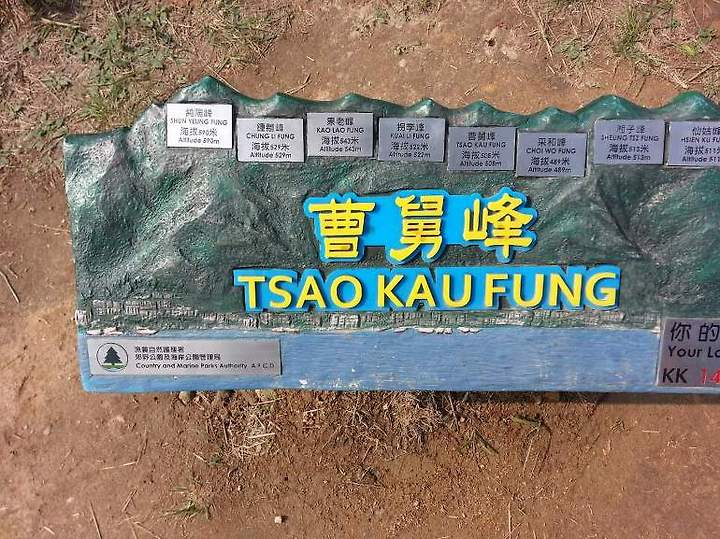 純陽峰
SHUN YEUNG FUNG
海拔590米
Altitude 590m
鍾離峰
CHUNG LI FUNG
海拔529米
Altitude 529m
果老峰
KAO LAO FUNG
海拔543米
Altitude 543m
拐李峰
KUAI LI FUNG
海拔522米
Altitude 522m
曹舅峰
TSAO KAU FUNG
海拔508米
Altitude 508m
采和峰
CHOI WO FUNG
海拔489米
Altitude 489m
湘子峰
SHEUNG TSZ FUNG
海拔513米
Altitude 513m
仙姑峰
HSIEN KU FU
海拔511米
Altitude 511
曹舅峰
TSAO KAU FUNG
漁農自然護理署
郊野公園及海岸公園管理局
Country and Marine Parks Authority A.F.C.D.
你的
Your Lo
KK 14